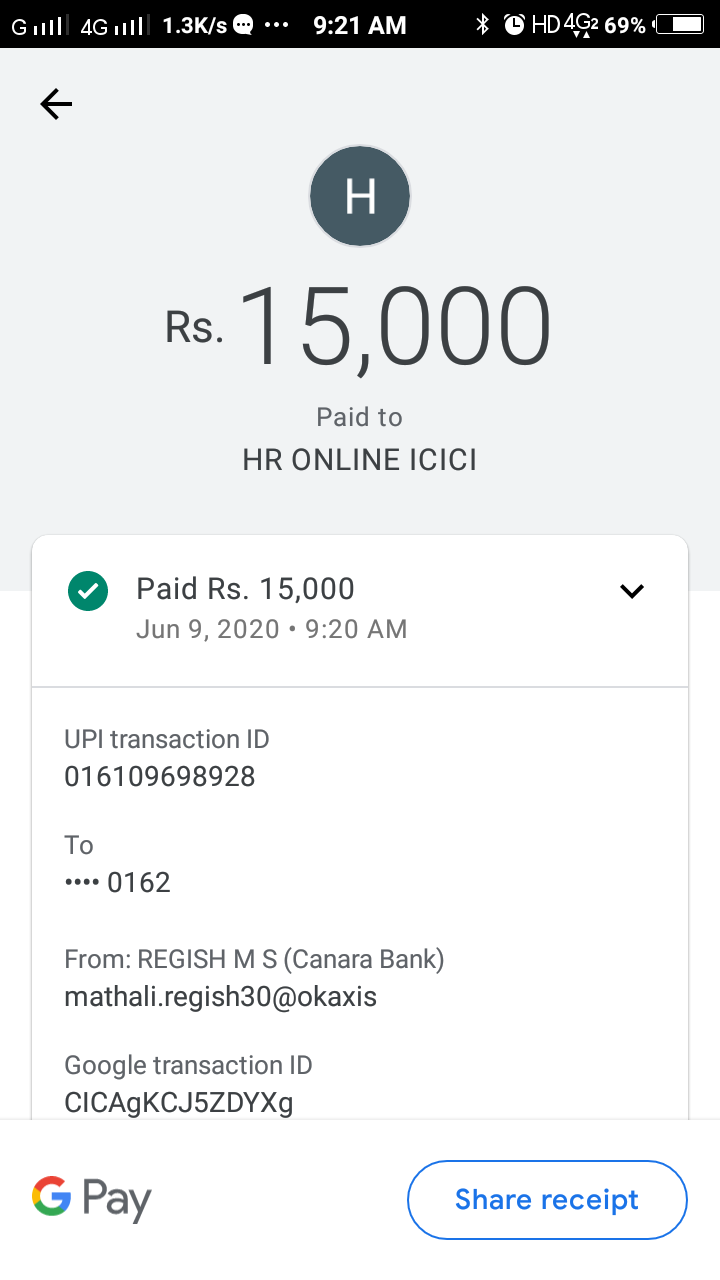 G 4G 1.3K/s 9:21 AM HD 4G2 69%
H
Rs. 15,000
Paid to
HR ONLINE ICICI
Paid Rs. 15,000
Jun 9, 2020 • 9:20 AM
UPI transaction ID
016109698928
To
•••• 0162
From: REGISH M S (Canara Bank)
mathali.regish30@okaxis
Google transaction ID
CICAgKCJ5ZDYXg
G Pay
Share receipt